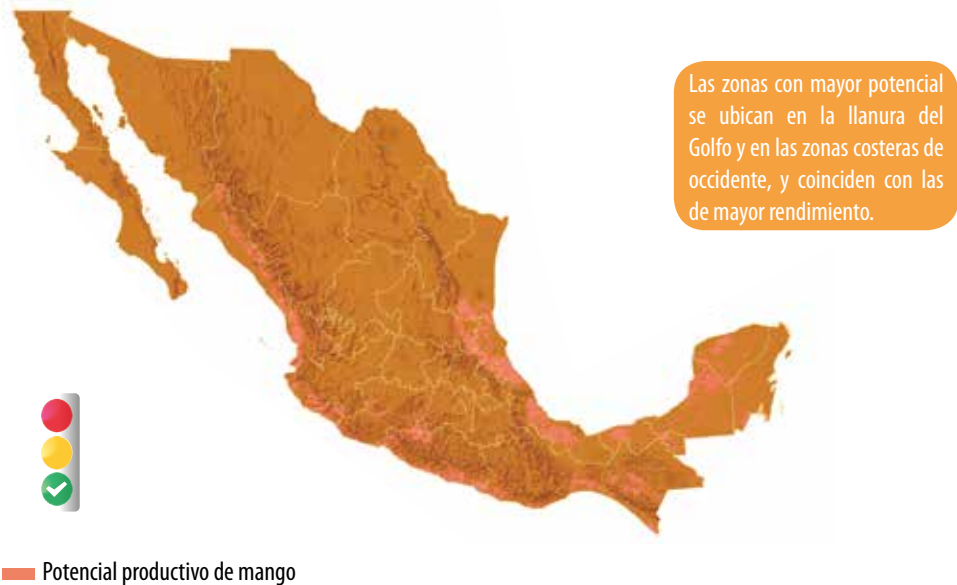 Las zonas con mayor potencial
se ubican en la llanura del
Golfo y en las zonas costeras de
occidente, y coinciden con las
de mayor rendimiento.
Potencial productivo de mango